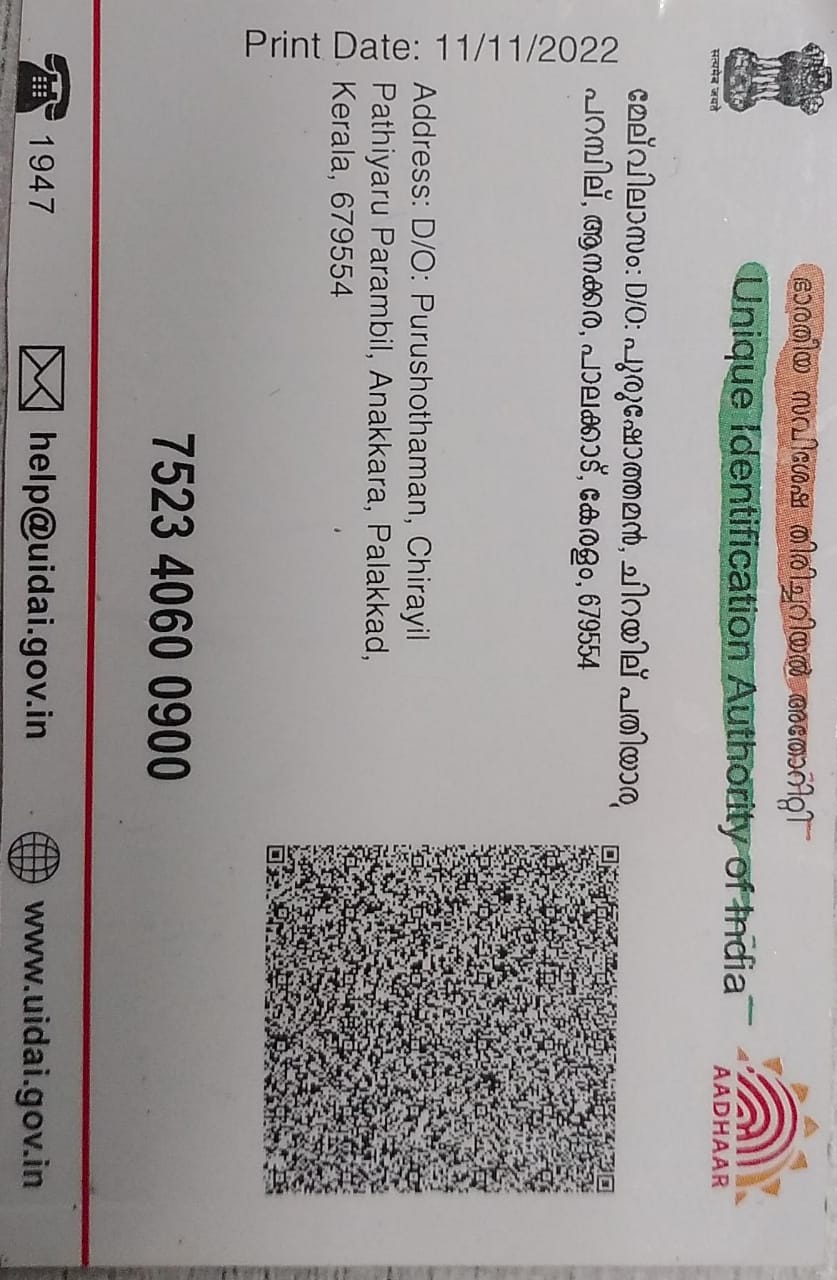 सत्यमेव जयते
ഭാരതീയ സവിശേഷ തിരിച്ചറിയൽ അതോറിറ്റി
Unique Identification Authority of India
AADHAAR
Print Date: 11/11/2022
മേല്വിലാസം: D/O: പുരുഷോത്തമൻ, ചിറയില് പതിയാരു
പറമ്പില്, ആനക്കര, പാലക്കാട്, കേരളം, 679554
Address: D/O: Purushothaman, Chirayil
Pathiyaru Parambil, Anakkara, Palakkad,
Kerala, 679554
7523 4060 0900
1947
help@uidai.gov.in
www.uidai.gov.in